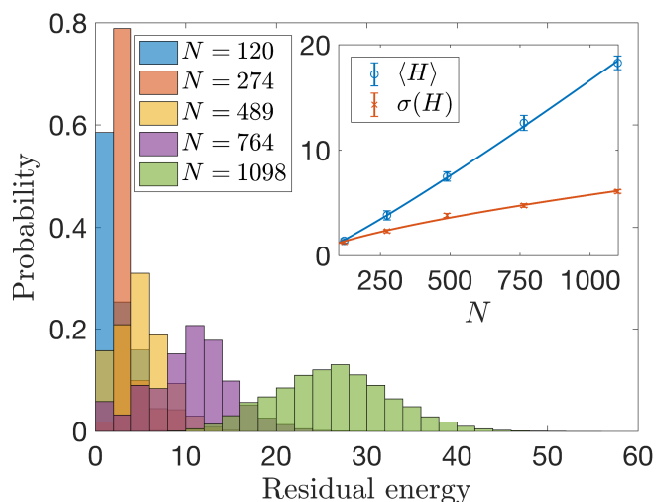 0.8
0.6
0.4
0.2
0
Probability
0 10 20 30 40 50 60
Residual energy
N = 120
N = 274
N = 489
N = 764
N = 1098
20
10
0
250 500 750 1000
N
⟨H⟩
σ(H)